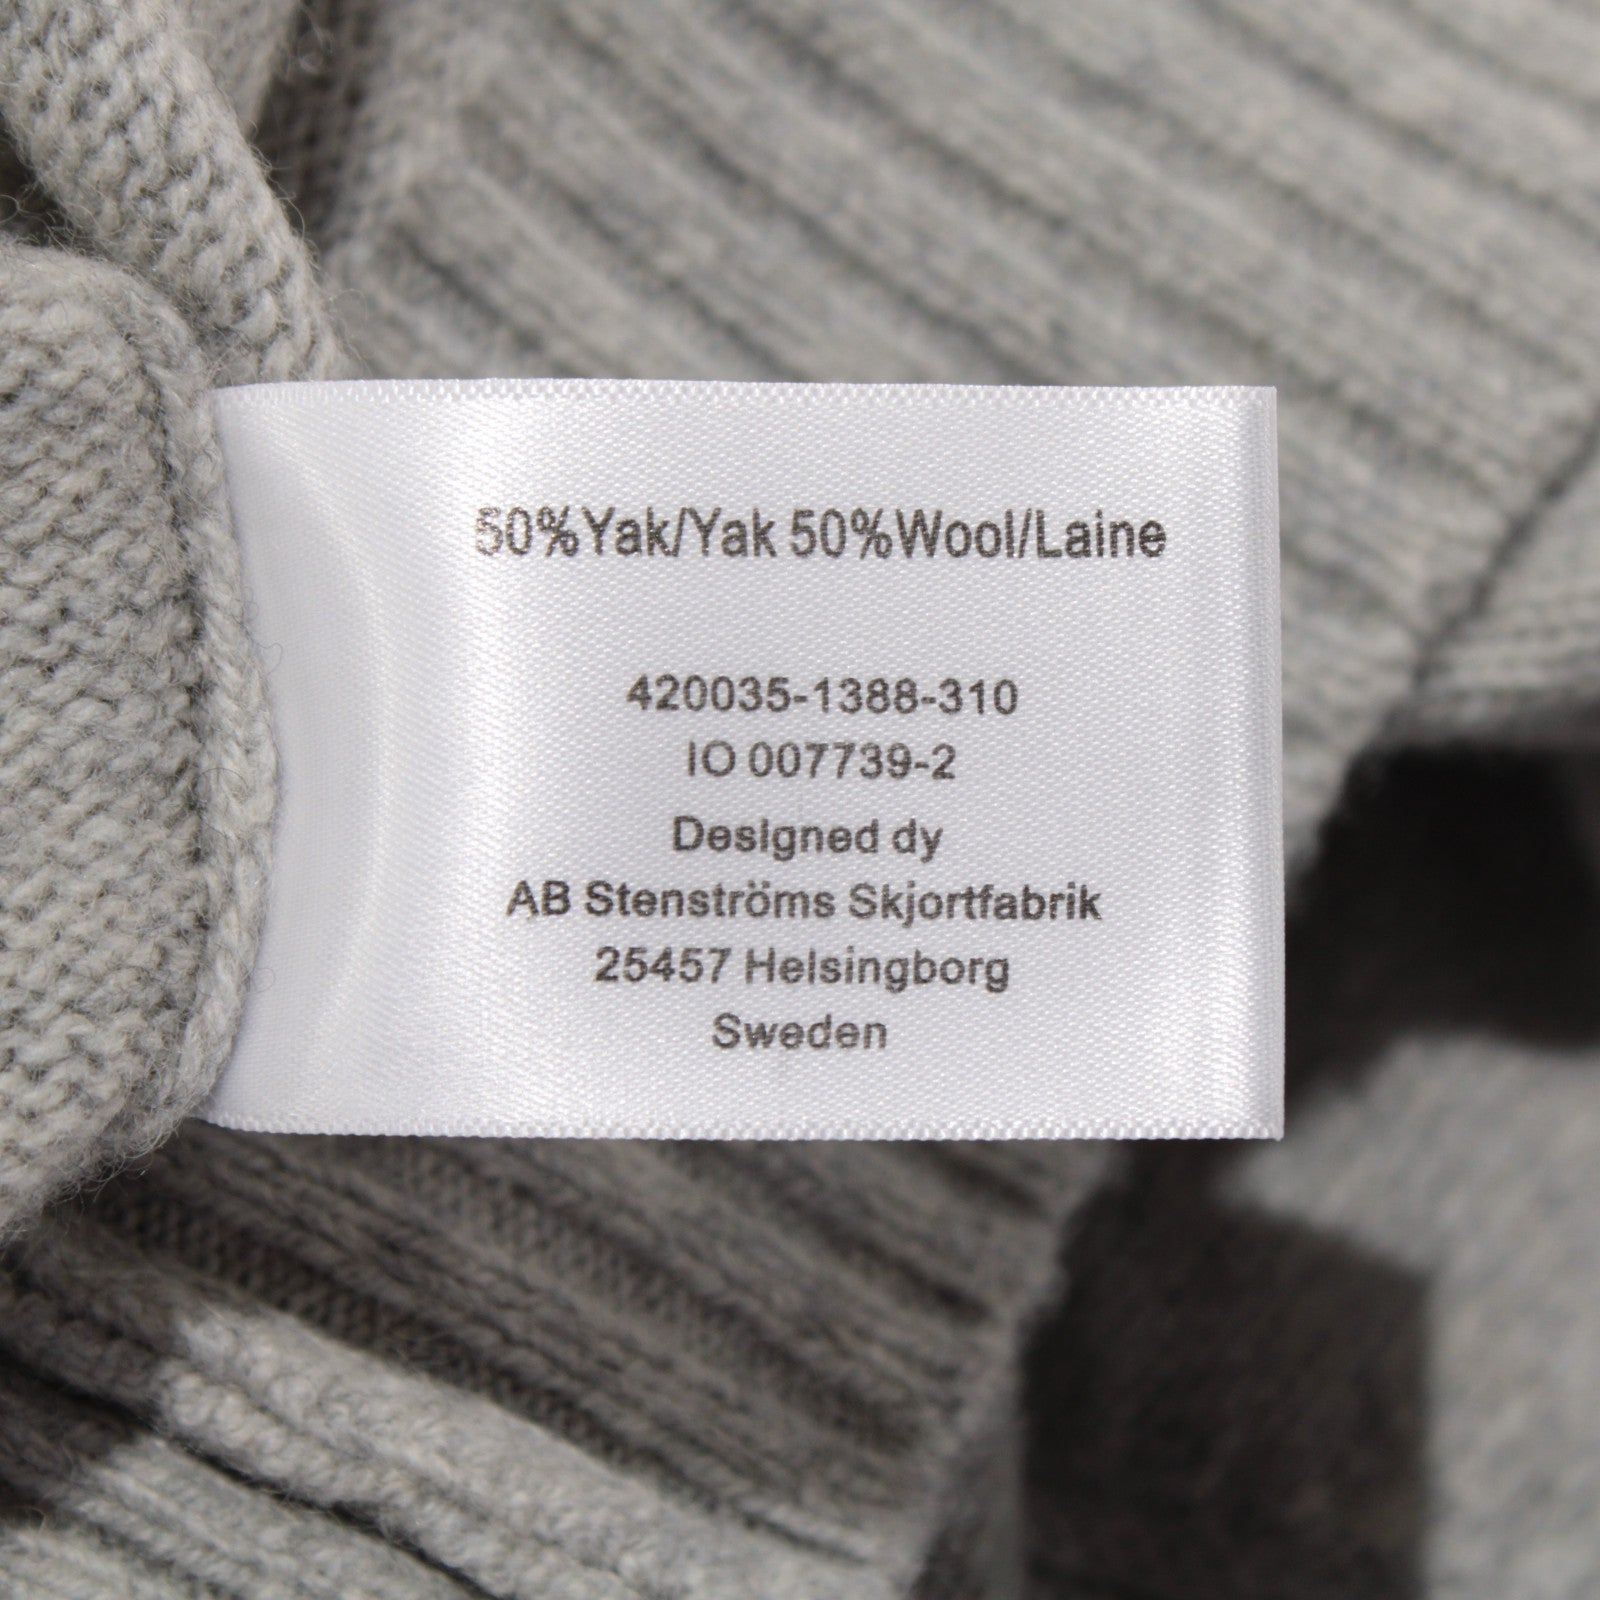 50%Yak/Yak 50%Wool/Laine
420035-1388-310
IO 007739-2
Designed dy
AB Stenströms Skjortfabrik
25457 Helsingborg
Sweden